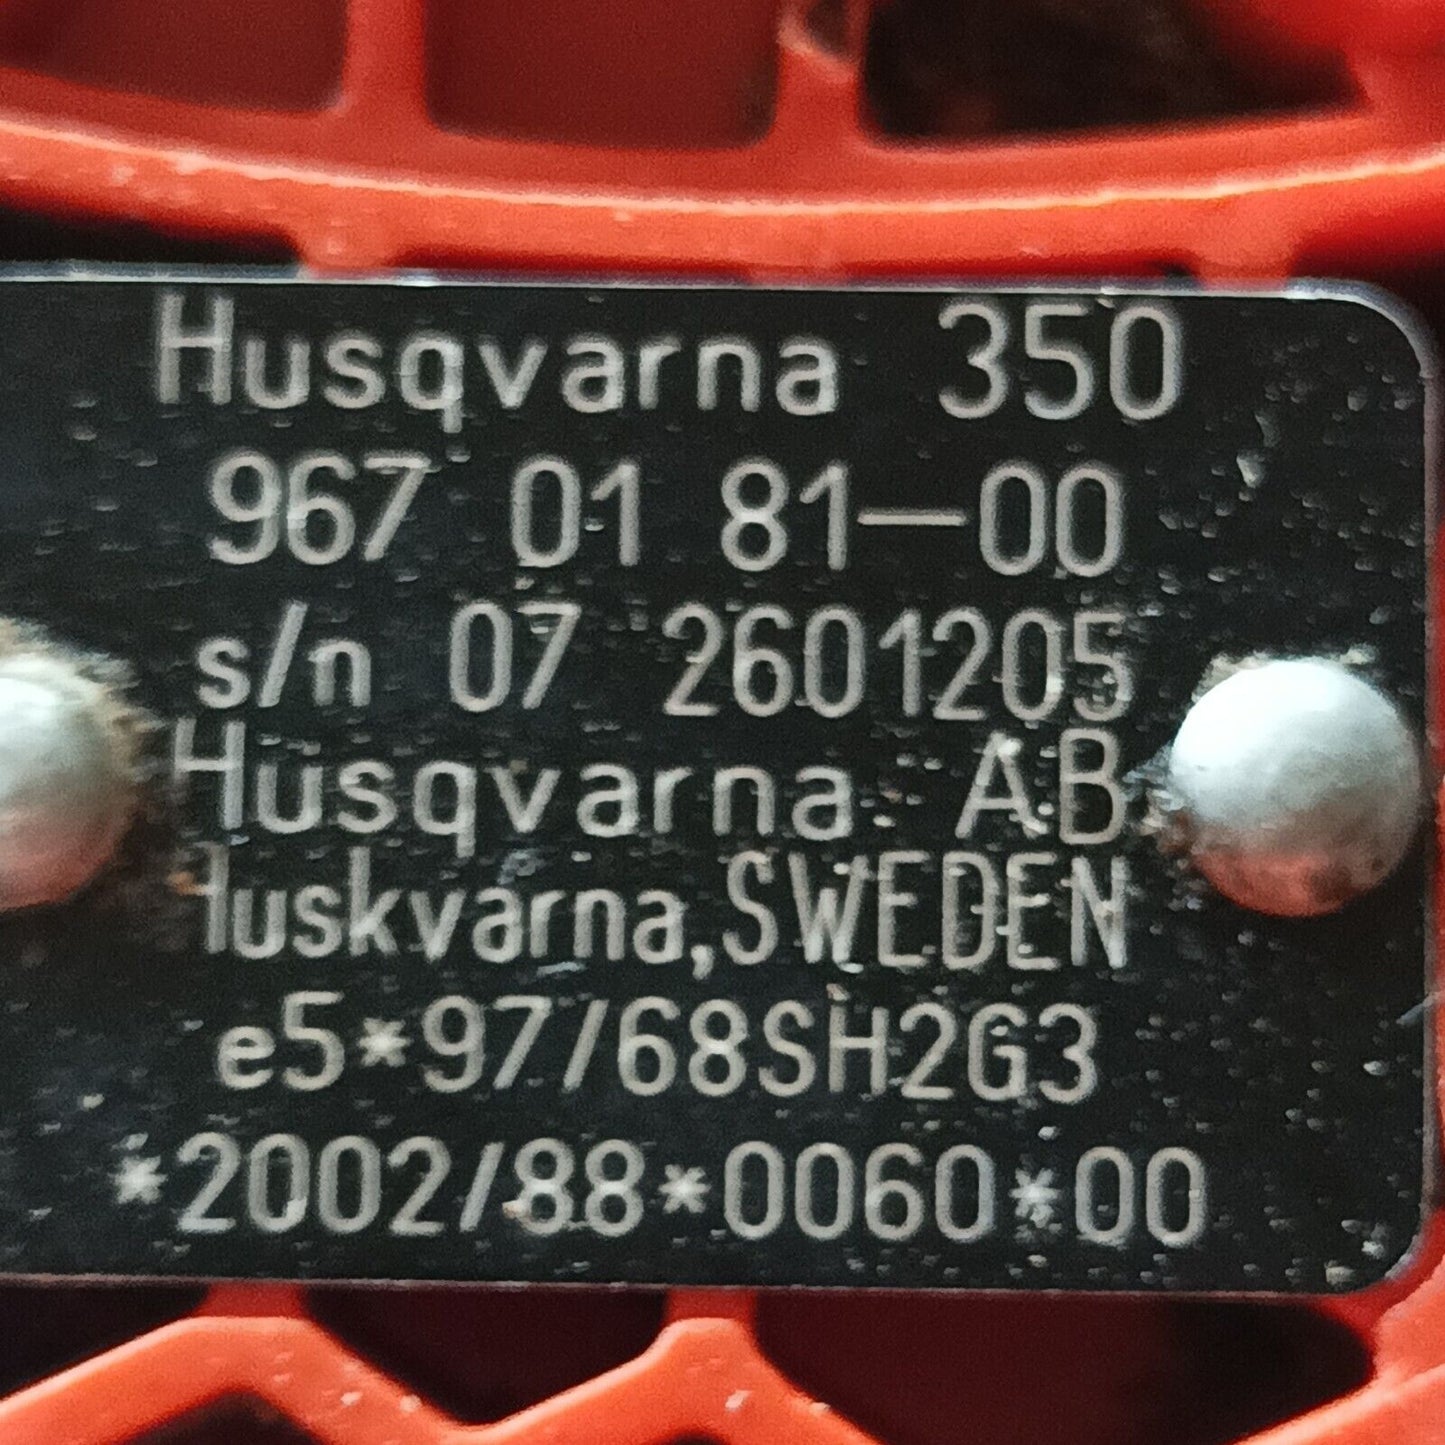 Husqvarna 350
967 01 81-00
s/n 07 2601205
Husqvarna AB
Huskvarna, SWEDEN
e5*97/68SH2G3
*2002/88*0060*00